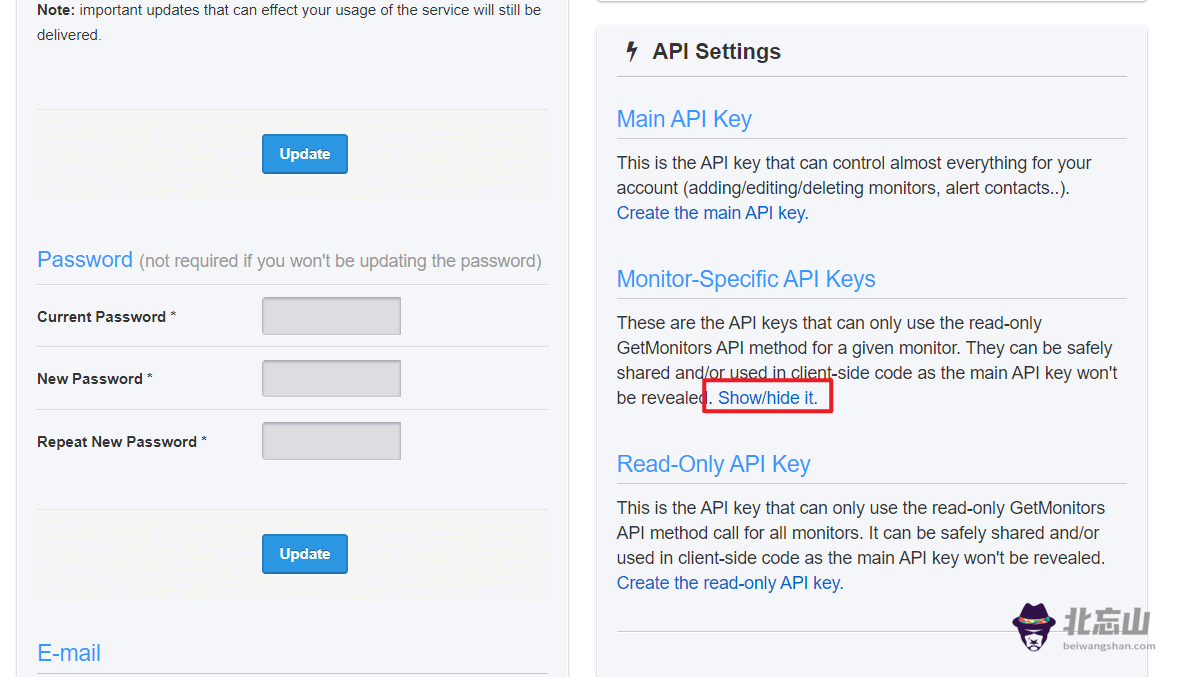 Note: important updates that can effect your usage of the service will still be
delivered.
Update
Password (not required if you won't be updating the password)
Current Password *
New Password *
Repeat New Password *
Update
E-mail
API Settings
Main API Key
This is the API key that can control almost everything for your
account (adding/editing/deleting monitors, alert contacts..).
Create the main API key.
Monitor-Specific API Keys
These are the API keys that can only use the read-only
GetMonitors API method for a given monitor. They can be safely
shared and/or used in client-side code as the main API key won't
be revealed. Show/hide it.
Read-Only API Key
This is the API key that can only use the read-only GetMonitors
API method call for all monitors. It can be safely shared and/or
used in client-side code as the main API key won't be revealed.
Create the read-only API key.
北忘山
beiwangshan.com